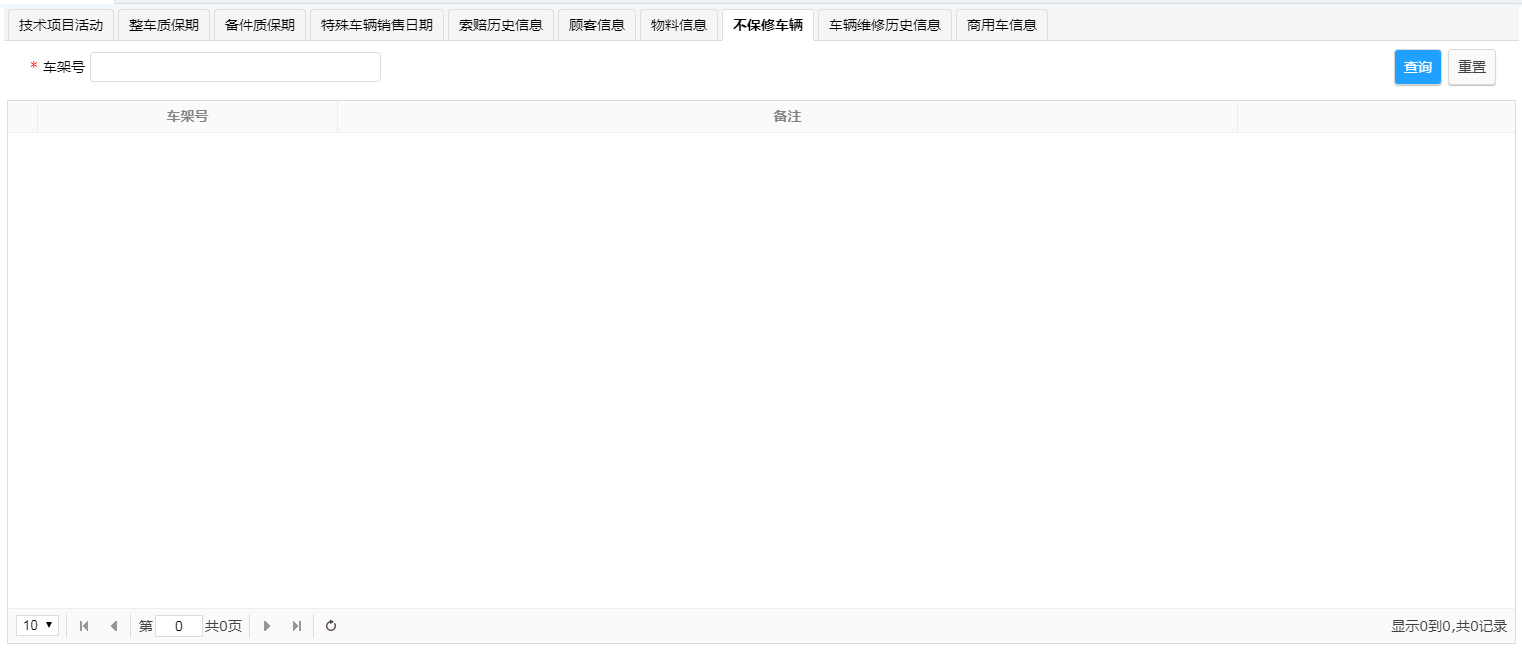 技术项目活动 整车质保期 备件质保期 特殊车辆销售日期 索赔历史信息 顾客信息 物料信息 不保修车辆 车辆维修历史信息 商用车信息
* 车架号 查询 重置
车架号 备注
10 第 0 共0页 显示0到0,共0记录